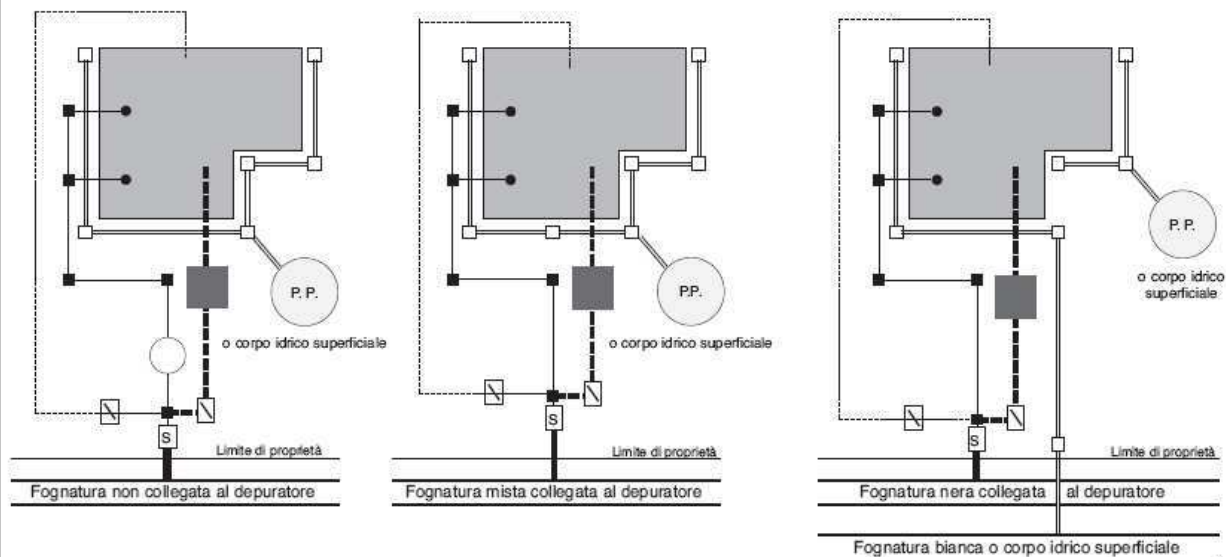 P. P.
o corpo idrico superficiale
S
Limite di proprietà
Fognatura non collegata al depuratore
P.P.
o corpo idrico superficiale
S
Limite di proprietà
Fognatura mista collegata al depuratore
P. P.
o corpo idrico
superficiale
S
Limite di proprietà
Fognatura nera collegata al depuratore
Fognatura bianca o corpo idrico superficiale